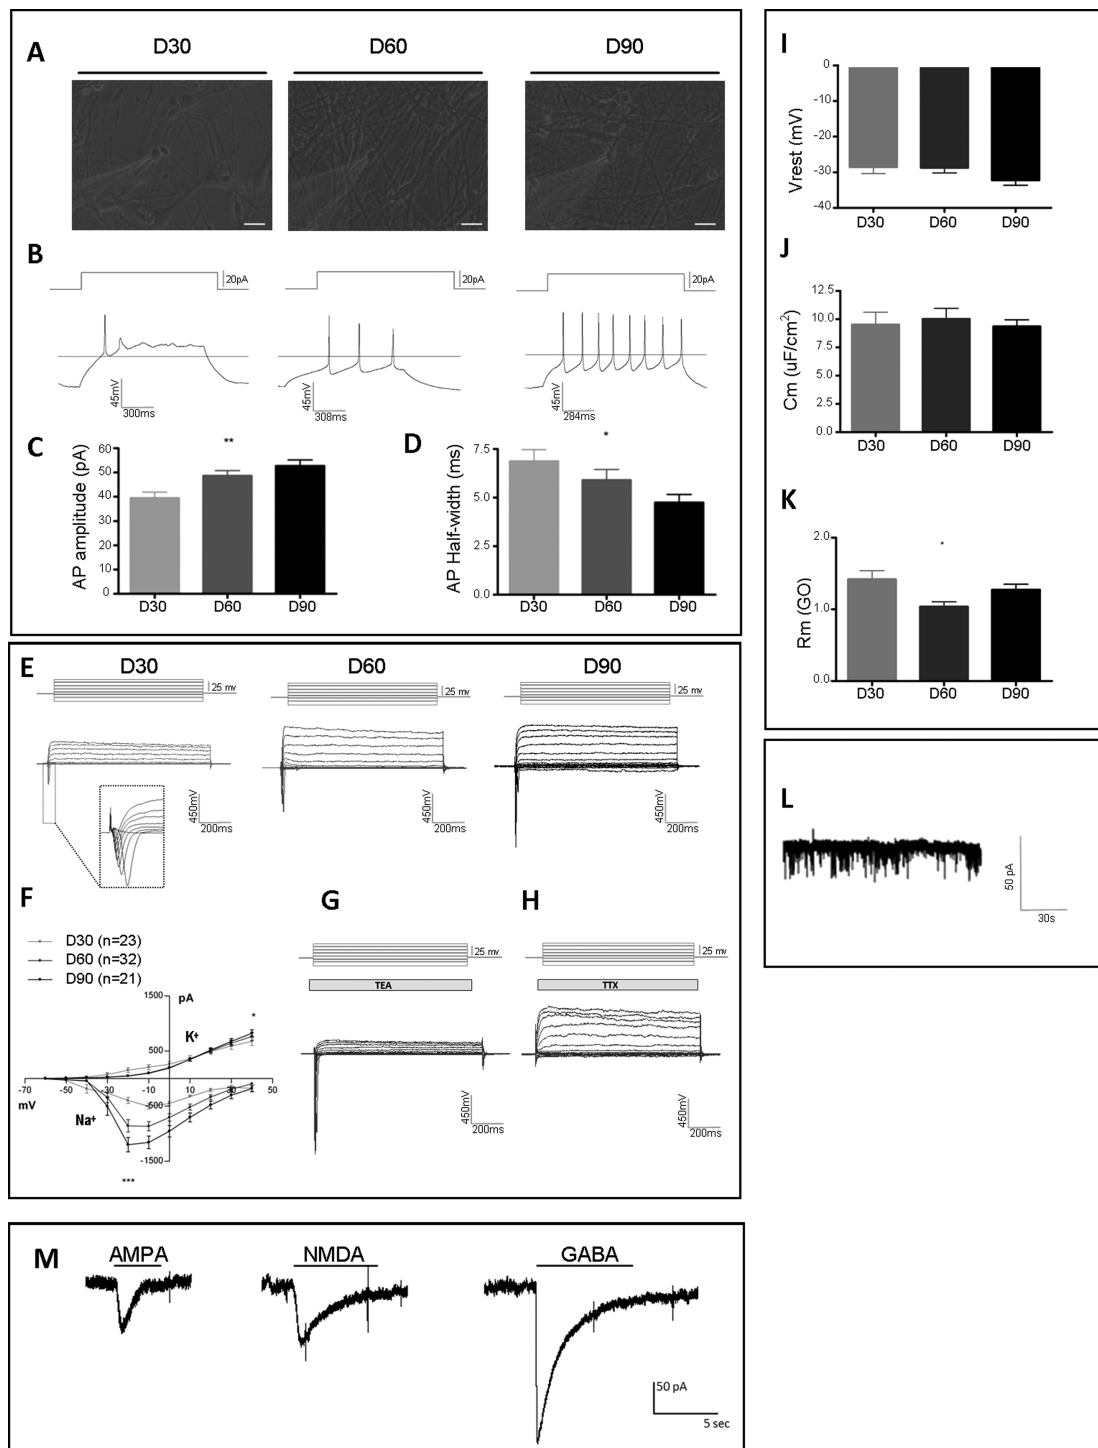 A
D30
D60
D90
B
20pA
20pA
20pA
45mV
300ms
45mV
308ms
45mV
284ms
C
AP amplitude (pA)
60
50
40
30
20
10
0
**
D30
D60
D90
D
AP Half-width (ms)
7.5
5.0
2.5
0.0
*
D30
D60
D90
E
D30
D60
D90
25 mv
25 mv
25 mv
450mV
200ms
450mV
200ms
450mV
200ms
F
D30 (n=23)
D60 (n=32)
D90 (n=21)
1500
pA
500
-500
-1500
K+
*
-70
-50
-30
-10
10
30
50
mV
Na+
***
G
25 mv
TEA
450mV
200ms
H
25 mv
TTX
450mV
200ms
I
Vrest (mV)
0
-10
-20
-30
-40
D30
D60
D90
J
Cm (uF/cm²)
12.5
10.0
7.5
5.0
2.5
0.0
D30
D60
D90
K
Rm (GO)
2.0
1.0
0.0
*
D30
D60
D90
L
50 pA
30s
M
AMPA
NMDA
GABA
50 pA
5 sec